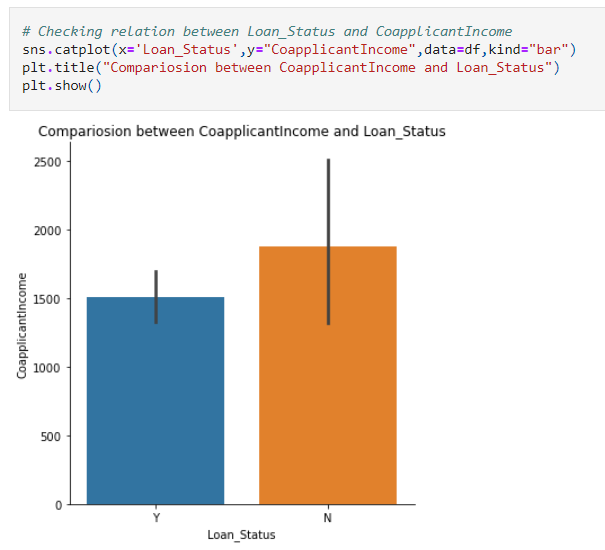 # Checking relation between Loan_Status and CoapplicantIncome
sns.catplot(x='Loan_Status',y="CoapplicantIncome",data=df,kind="bar")
plt.title("Compariosion between CoapplicantIncome and Loan_Status")
plt.show()
Compariosion between CoapplicantIncome and Loan_Status
2500
2000
1500
1000
500
0
CoapplicantIncome
Y
N
Loan_Status